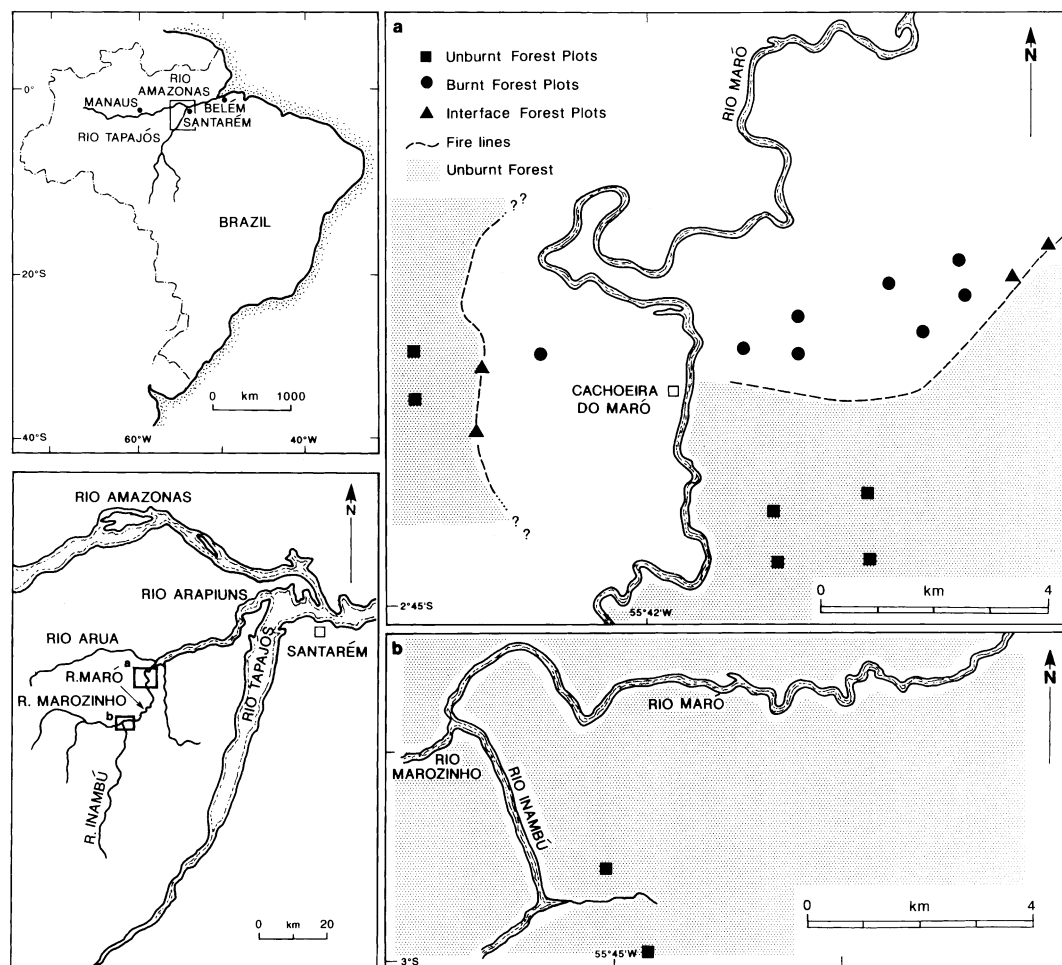 0°
RIO
AMAZONAS
MANAUS
BELÉM
SANTARÉM
RIO TAPAJÓS
BRAZIL
20°S
0 km 1000
40°S
60°W
40°W
a
N
Unburnt Forest Plots
Burnt Forest Plots
Interface Forest Plots
Fire lines
Unburnt Forest
RIO MARÓ
? ?
CACHOEIRA
DO MARÓ
?
?
0 km 4
2°45'S
55°42'W
RIO AMAZONAS
N
RIO ARAPIUNS
RIO TAPAJÓS
SANTARÉM
RIO ARUA
a
R.MARÓ
R. MAROZINHO
b
R. INAMBÚ
0 km 20
b
N
RIO MARÓ
RIO
MAROZINHO
RIO INAMBÚ
0 km 4
55°45'W
3°S